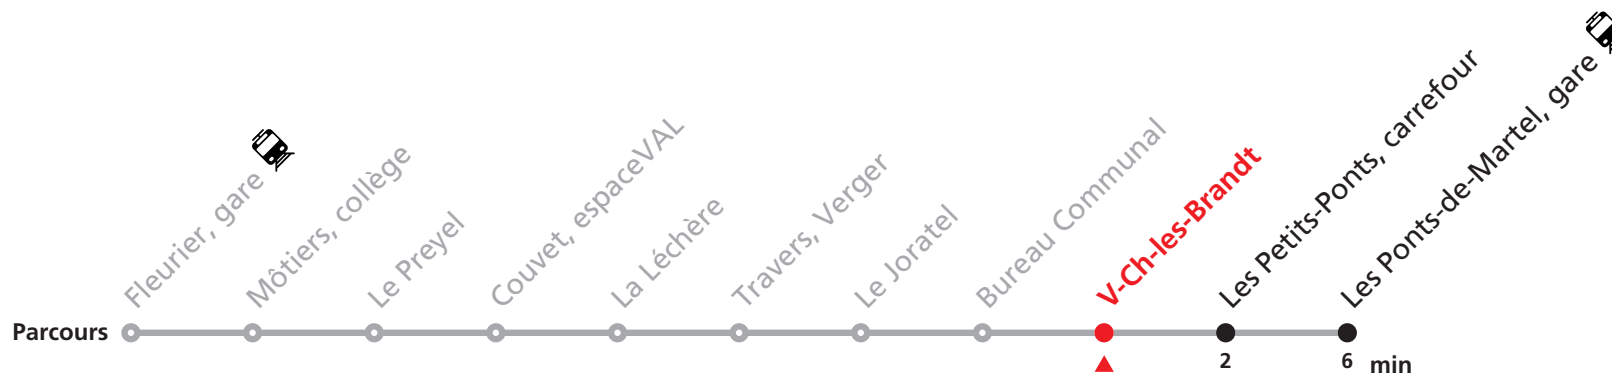 Fleurier, gare
Môtiers, collège
Le Preyel
Couvet, espaceVAL
La Léchère
Travers, Verger
Le Joratel
Bureau Communal
V-Ch-les-Brandt
Les Petits-Ponts, carrefour
Les Ponts-de-Martel, gare
Parcours
2
6 min